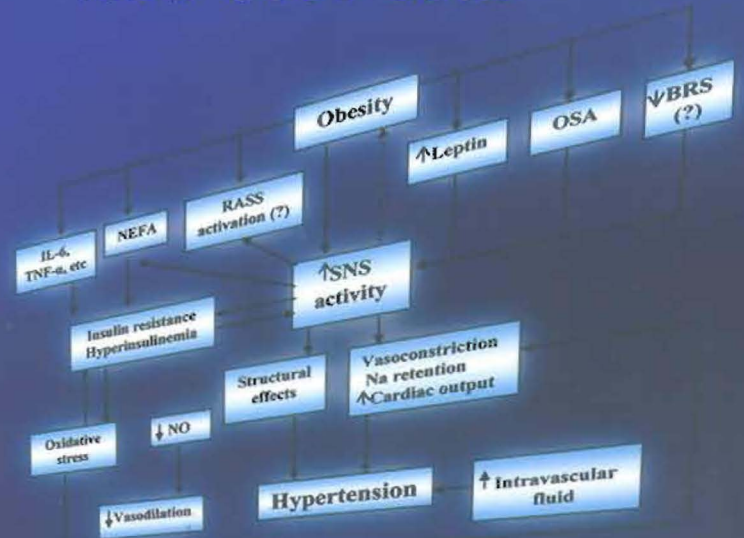 Obesity
↑Leptin
OSA
↓BRS
(?)
RASS
activation (?)
NEFA
IL-6,
TNF-α, etc
↑SNS
activity
Insulin resistance
Hyperinsulinemia
Vasoconstriction
Na retention
↑Cardiac output
Structural
effects
↓ NO
Oxidative
stress
Hypertension
↑ Intravascular
fluid
↓Vasodilation